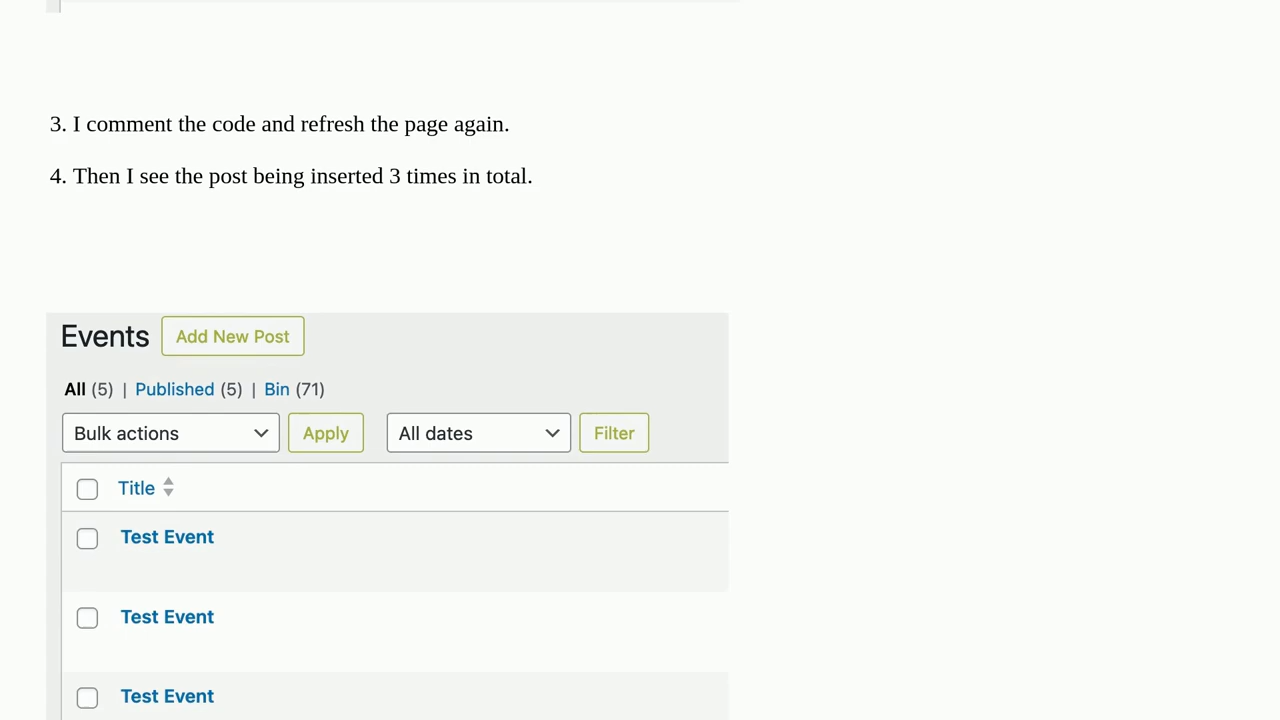 3. I comment the code and refresh the page again.
4. Then I see the post being inserted 3 times in total.
Events Add New Post
All (5) | Published (5) | Bin (71)
Bulk actions Apply All dates Filter
Title
Test Event
Test Event
Test Event